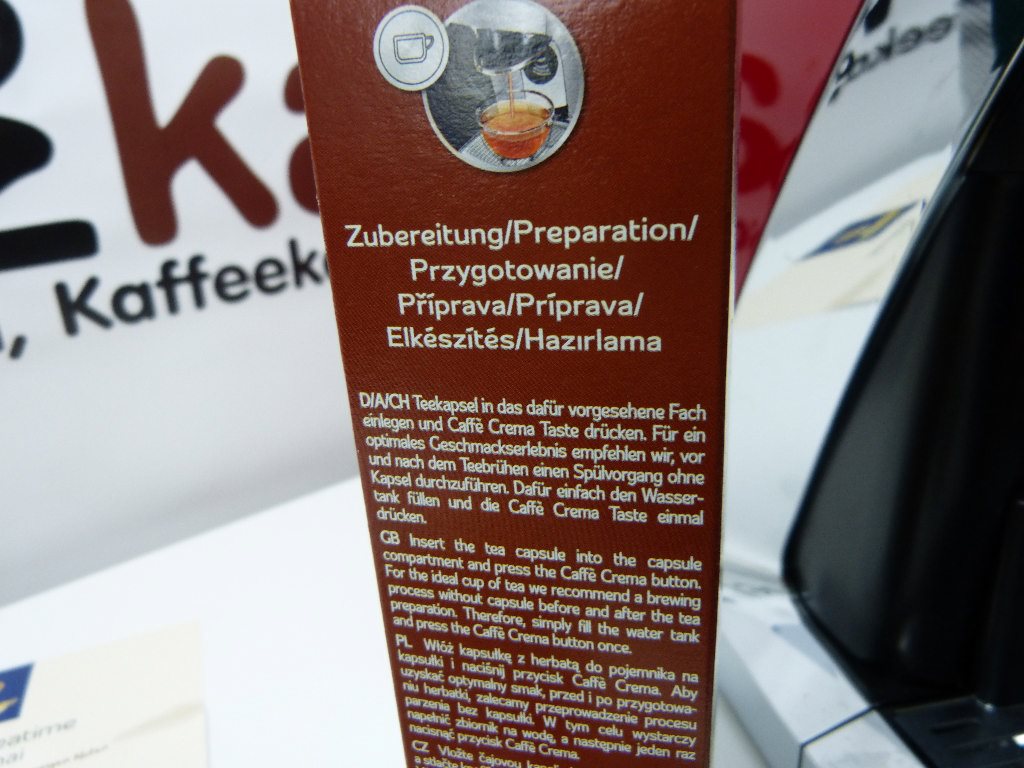 ka
, Kaffeek
Zubereitung/Preparation/
Przygotowanie/
Příprava/Príprava/
Elkészítés/Hazırlama
D/A/CH Teekapsel in das dafür vorgesehene Fach
einlegen und Caffè Crema Taste drücken. Für ein
optimales Geschmackserlebnis empfehlen wir, vor
und nach dem Teebrühen einen Spülvorgang ohne
Kapsel durchzuführen. Dafür einfach den Wasser-
tank füllen und die Caffè Crema Taste einmal
drücken.
GB Insert the tea capsule into the capsule
compartment and press the Caffè Crema button.
For the ideal cup of tea we recommend a brewing
process without capsule before and after the tea
preparation. Therefore, simply fill the water tank
and press the Caffè Crema button once.
PL Włóż kapsułkę z herbatą do pojemnika na
kapsułki i naciśnij przycisk Caffè Crema. Aby
uzyskać optymalny smak, przed i po przygotowa-
niu herbatki, zalecamy przeprowadzenie procesu
parzenia bez kapsułki. W tym celu wystarczy
napełnić zbiornik na wodę, a następnie jeden raz
nacisnąć przycisk Caffè Crema.
CZ Vložte čajovou
a stlačte
eatime